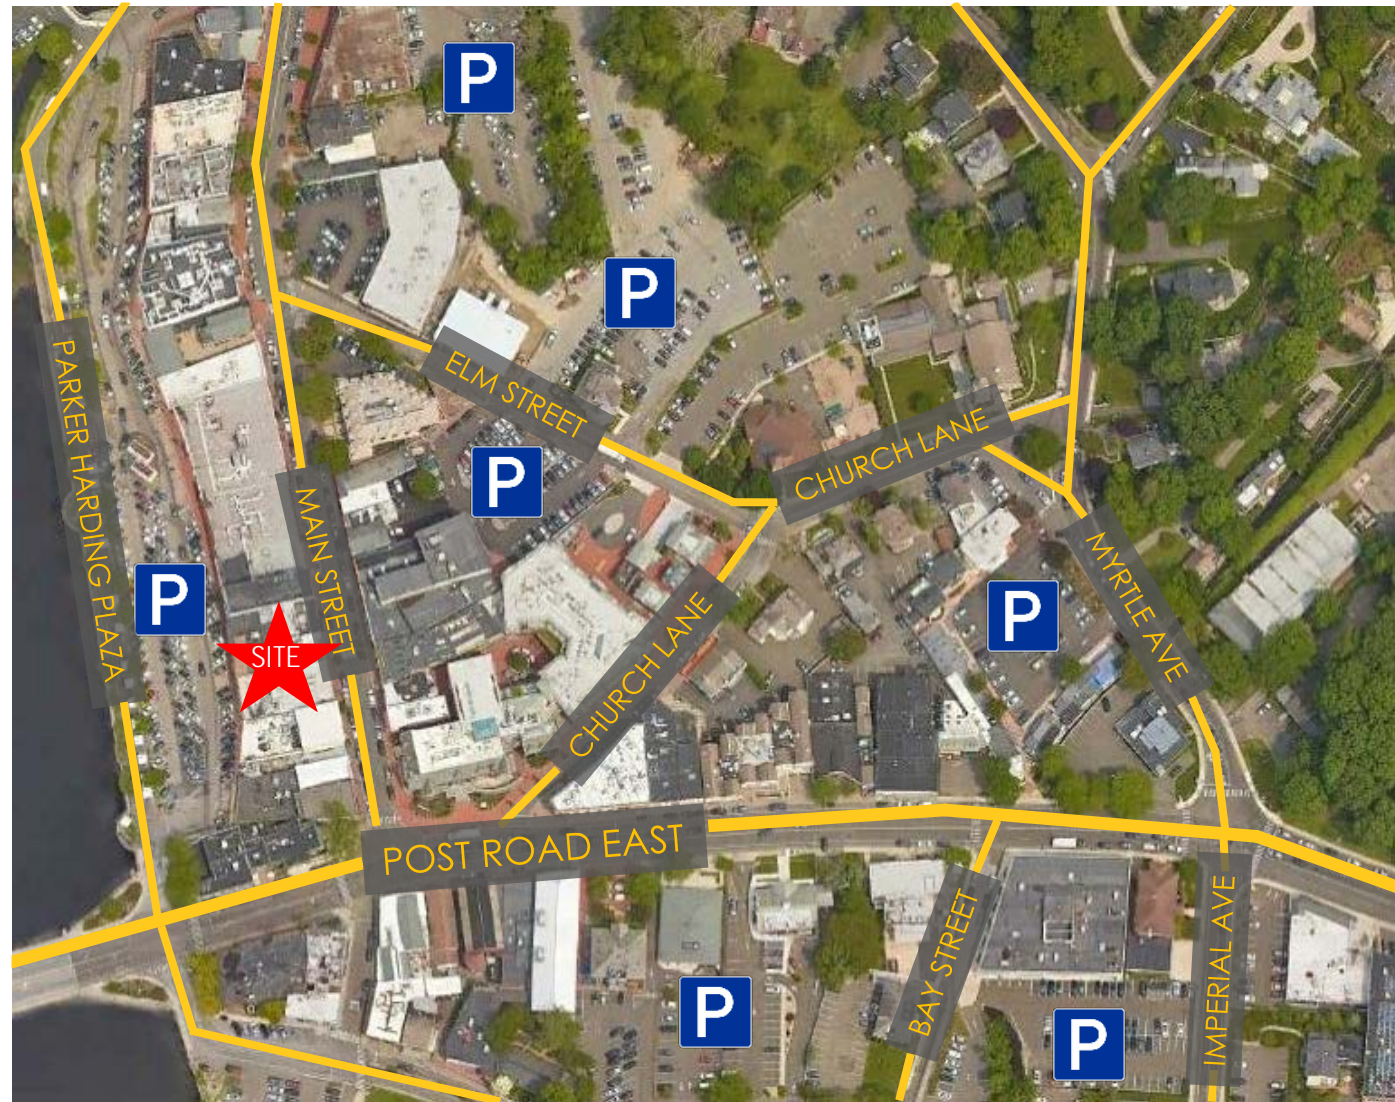 P
P
PARKER HARDING PLAZA
ELM STREET
CHURCH LANE
P
MAIN STREET
P
P
MYRTLE AVE
SITE
CHURCH LANE
POST ROAD EAST
BAY STREET
IMPERIAL AVE
P
P